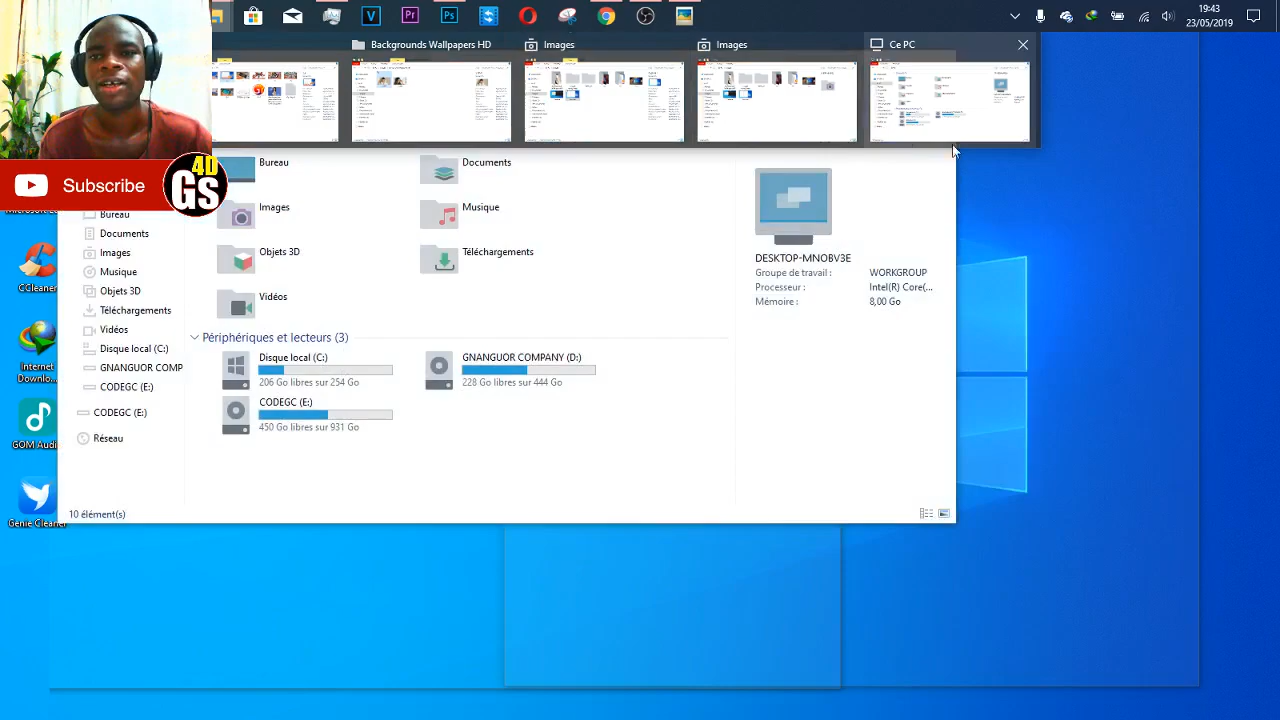 V
Pr
Ps
19:43
23/05/2019
Backgrounds Wallpapers HD
Images
Images
Ce PC
Subscribe
4D
GS
Bureau
Documents
Images
Musique
Objets 3D
Téléchargements
Vidéos
Bureau
Documents
Images
Musique
Objets 3D
Téléchargements
Vidéos
Disque local (C:)
GNANGUOR COMP
CODEGC (E:)
CODEGC (E:)
Réseau
Périphériques et lecteurs (3)
Disque local (C:)
206 Go libres sur 254 Go
GNANGUOR COMPANY (D:)
228 Go libres sur 444 Go
CODEGC (E:)
450 Go libres sur 931 Go
DESKTOP-MNOBV3E
Groupe de travail : WORKGROUP
Processeur : Intel(R) Core(...
Mémoire : 8,00 Go
10 élément(s)
CCleaner
Internet
Downlo...
GOM Audi
Genie Cleaner